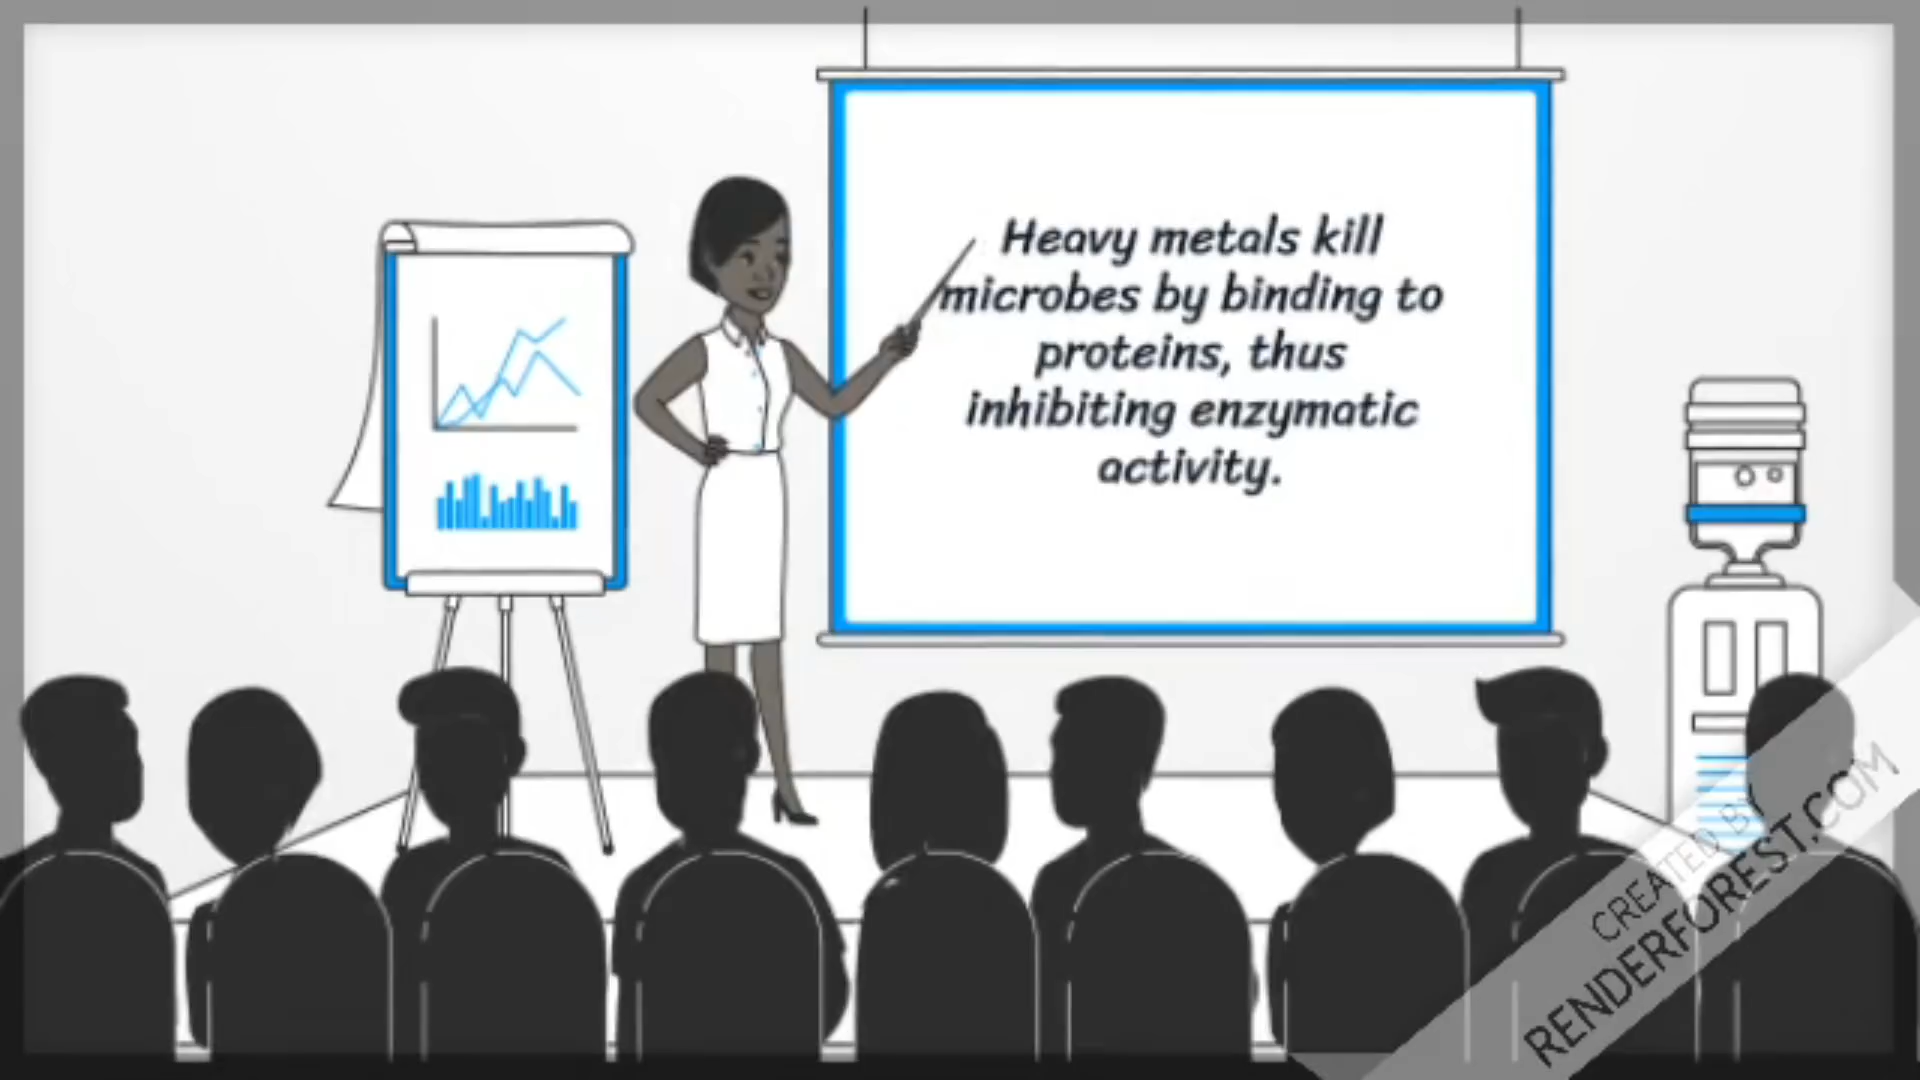 Heavy metals kill
microbes by binding to
proteins, thus
inhibiting enzymatic
activity.
CREATED BY
RENDERFOREST.COM